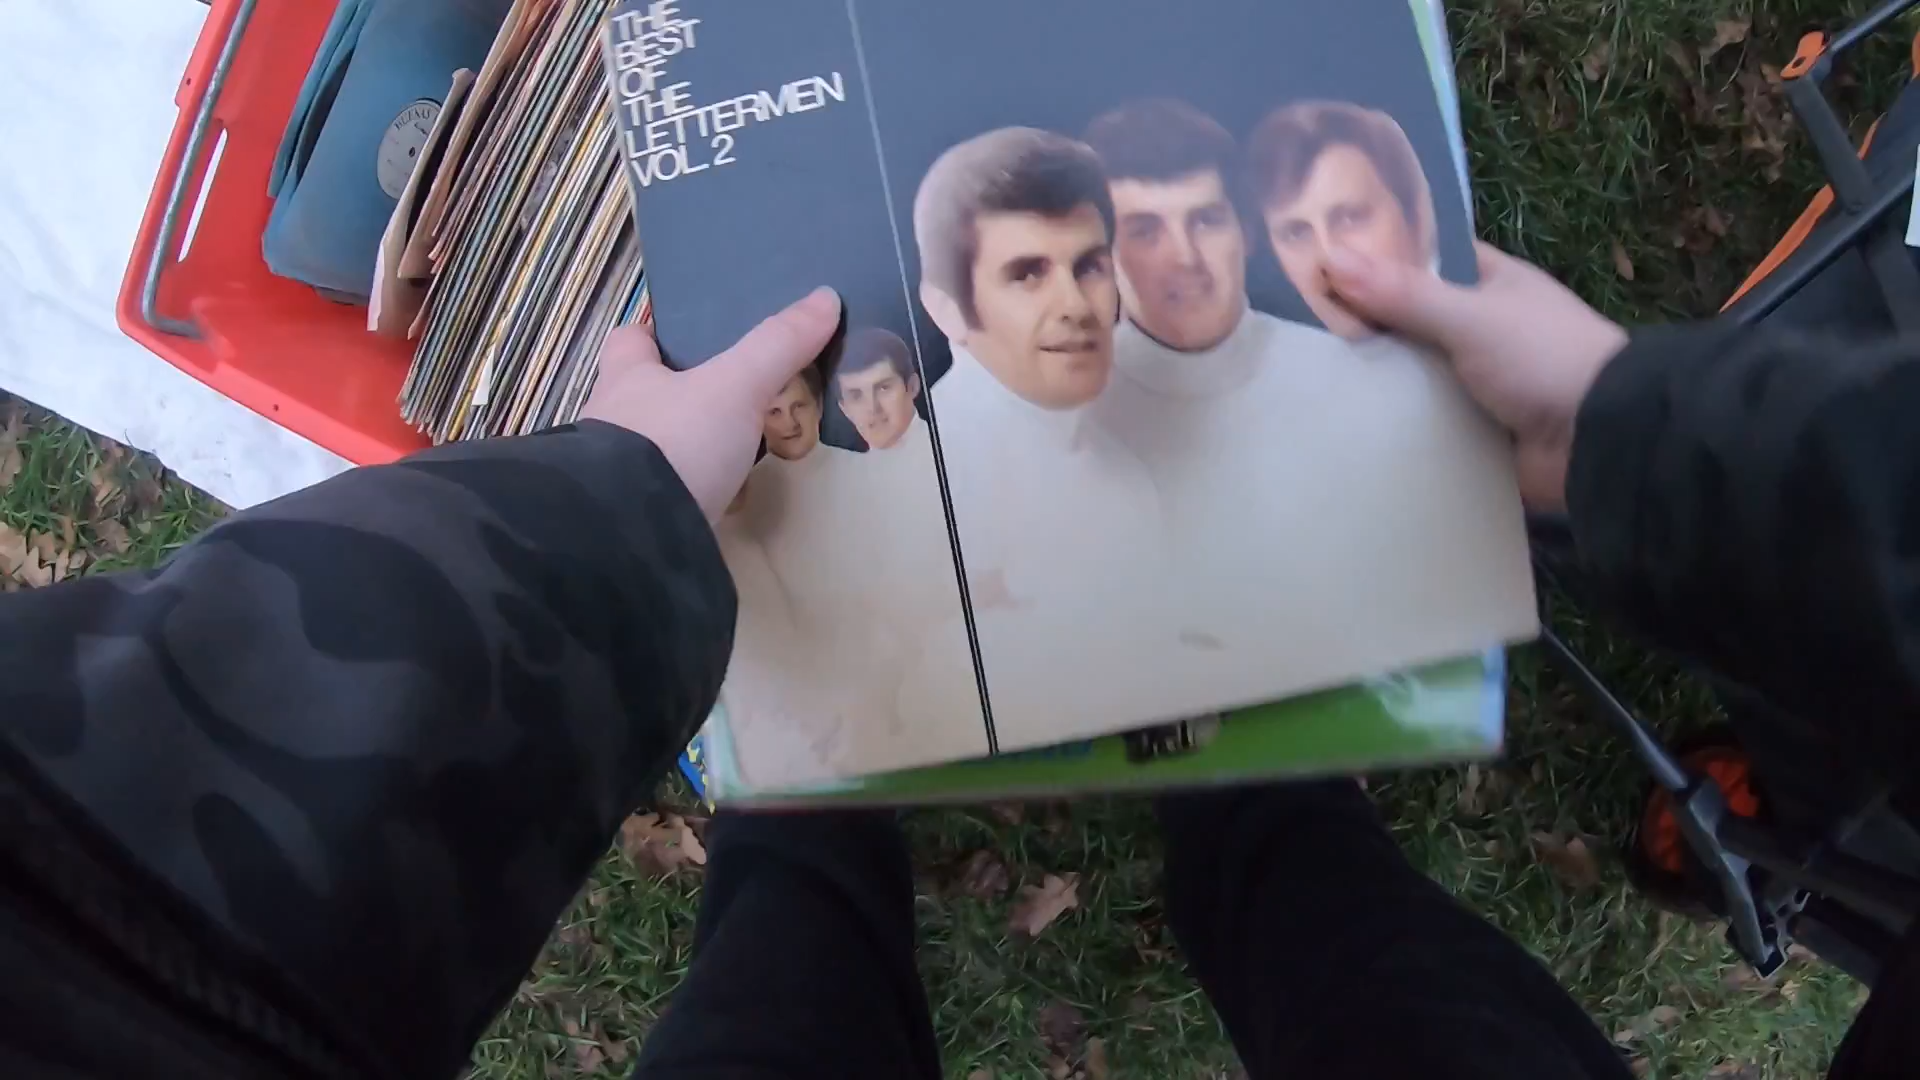 THE
BEST
OF
THE
LETTERMEN
VOL. 2